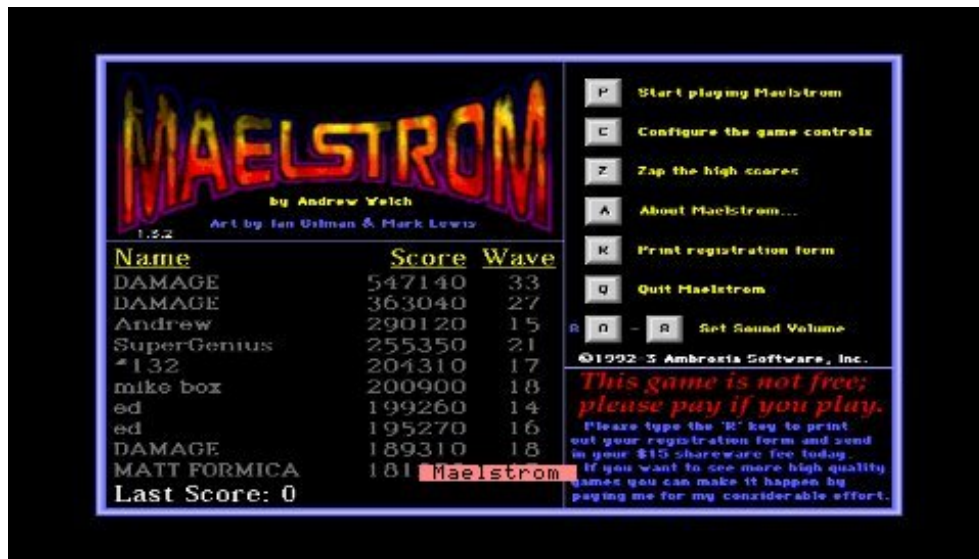 MAELSTROM
by Andrew Welch
Art by Ian Gilman & Mark Lewis
1.3.2
Name Score Wave
DAMAGE 547140 33
DAMAGE 363040 27
Andrew 290120 15
SuperGenius 255350 21
132 204310 17
mike box 200900 18
ed 199260 14
ed 195270 16
DAMAGE 189310 18
MATT FORMICA
Maelstrom
Last Score: 0
P Start playing Maelstrom
C Configure the game controls
Z Zap the high scores
A About Maelstrom...
R Print registration form
Q Quit Maelstrom
0 - 8 Set Sound Volume
©1992-3 Ambrosia Software, Inc.
This game is not free;
please pay if you play.
Please type the 'R' key to print
out your registration form and send
in your $15 shareware fee today.
If you want to see more high quality
games you can make it happen by
paying me for my considerable effort.